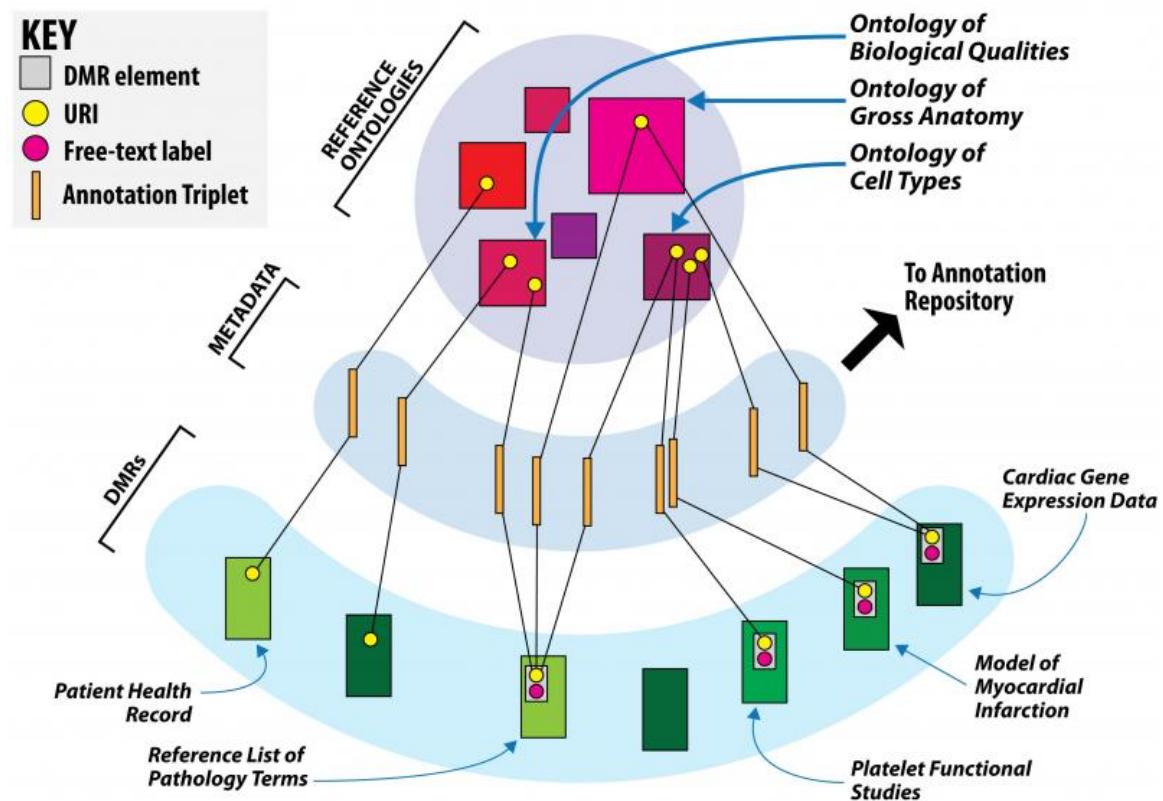 KEY
DMR element
URI
Free-text label
Annotation Triplet
REFERENCE
ONTOLOGIES
Ontology of
Biological Qualities
Ontology of
Gross Anatomy
Ontology of
Cell Types
METADATA
To Annotation
Repository
DMRs
Cardiac Gene
Expression Data
Patient Health
Record
Model of
Myocardial
Infarction
Reference List of
Pathology Terms
Platelet Functional
Studies